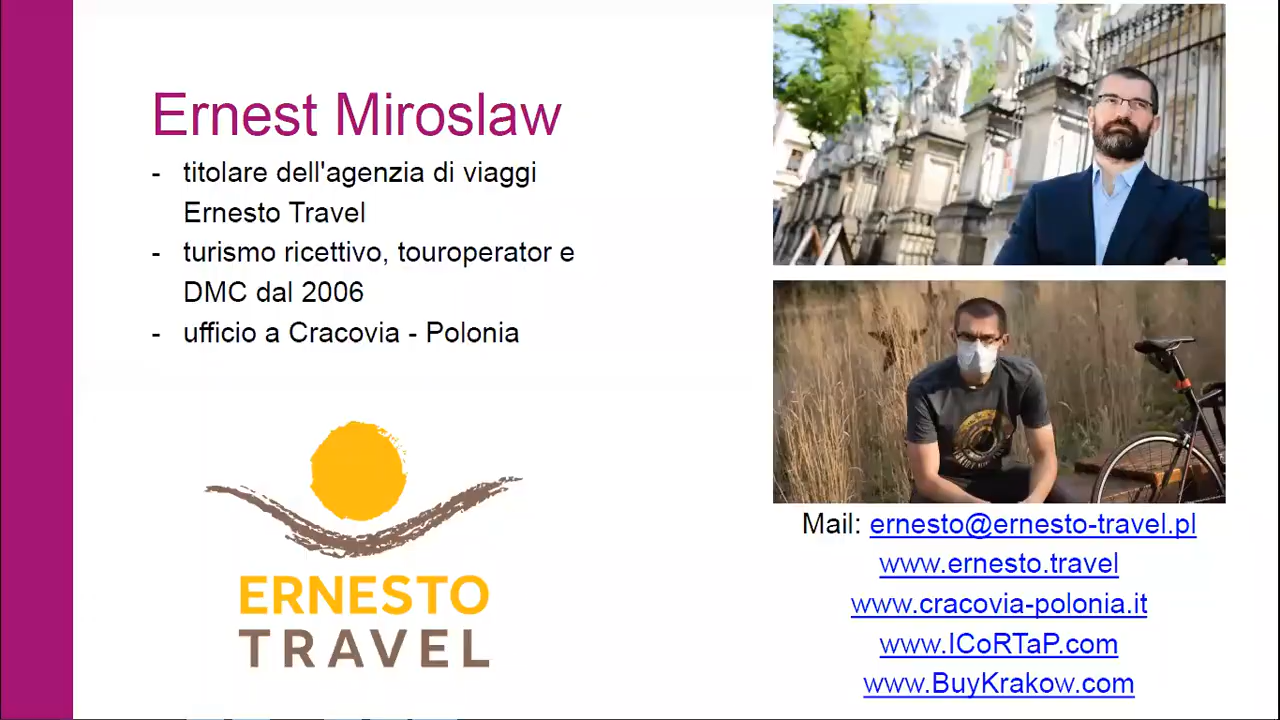 Ernest Miroslaw
- titolare dell'agenzia di viaggi
Ernesto Travel
- turismo ricettivo, touroperator e
DMC dal 2006
- ufficio a Cracovia - Polonia
ERNESTO
TRAVEL
Mail: ernesto@ernesto-travel.pl
www.ernesto.travel
www.cracovia-polonia.it
www.ICoRTaP.com
www.BuyKrakow.com